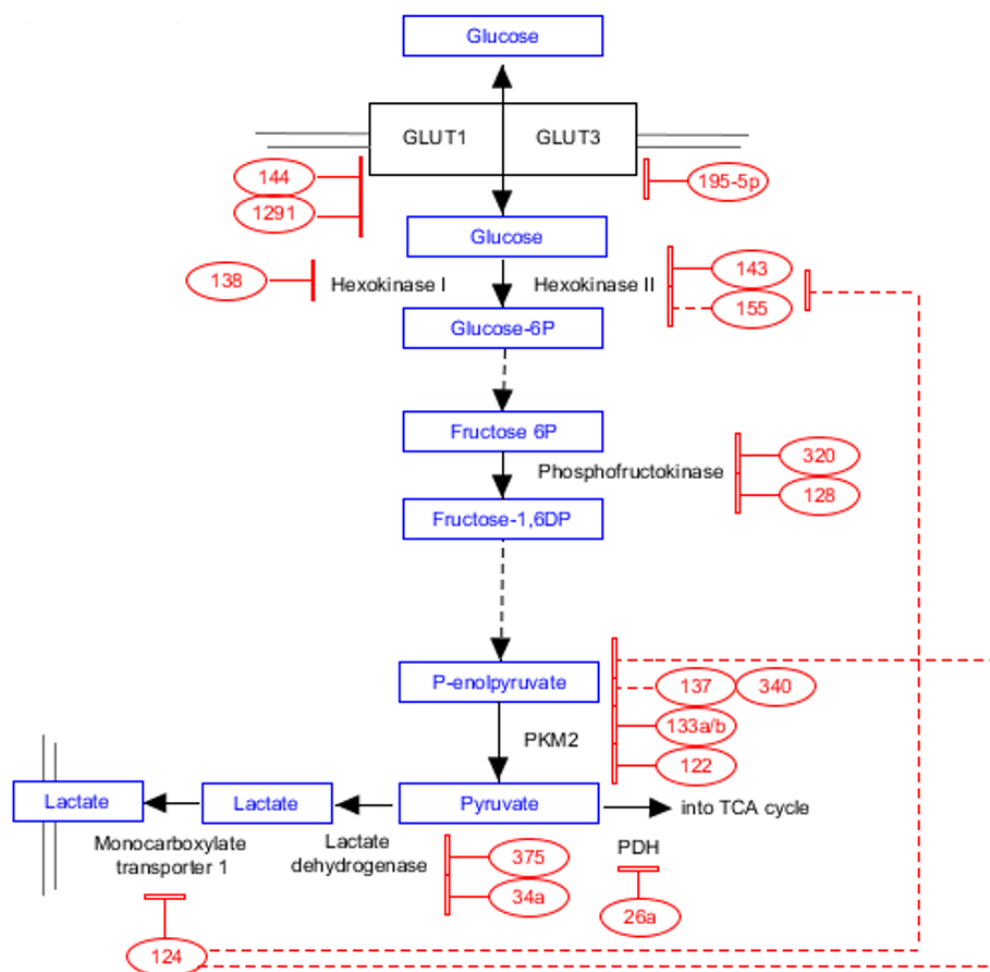 Glucose
GLUT1
GLUT3
144
195-5p
1291
Glucose
138
Hexokinase I
Hexokinase II
143
155
Glucose-6P
Fructose 6P
Phosphofructokinase
320
128
Fructose-1,6DP
P-enolpyruvate
137
340
133a/b
PKM2
122
Lactate
Lactate
Pyruvate
into TCA cycle
Monocarboxylate
transporter 1
Lactate
dehydrogenase
PDH
375
34a
26a
124